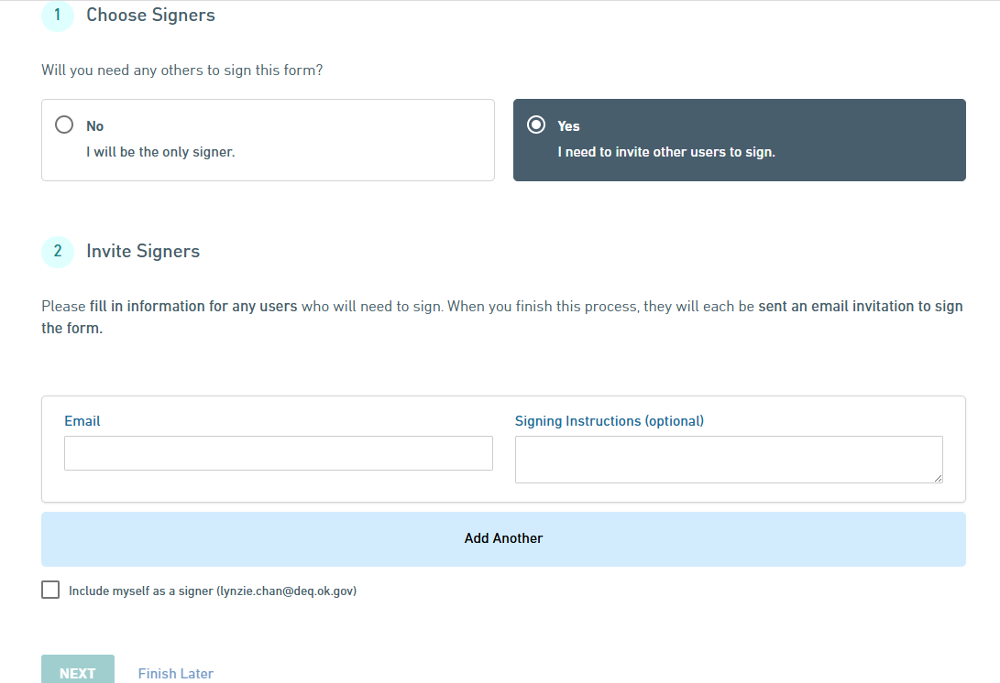 1 Choose Signers
Will you need any others to sign this form?
No
I will be the only signer.
Yes
I need to invite other users to sign.
2 Invite Signers
Please fill in information for any users who will need to sign. When you finish this process, they will each be sent an email invitation to sign
the form.
Email
Signing Instructions (optional)
Add Another
Include myself as a signer (lynzie.chan@deq.ok.gov)
NEXT Finish Later